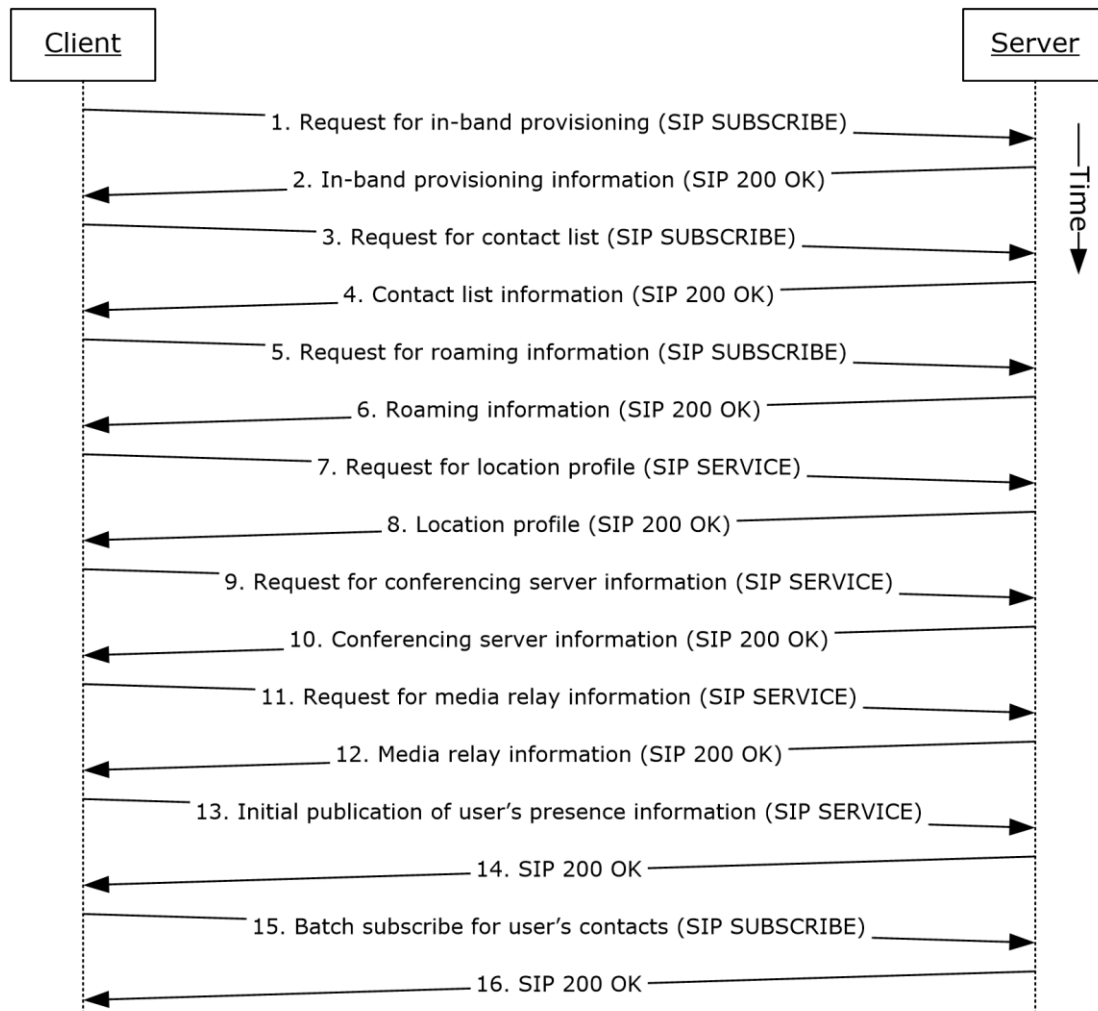 Client
Server
1. Request for in-band provisioning (SIP SUBSCRIBE)
Time
2. In-band provisioning information (SIP 200 OK)
3. Request for contact list (SIP SUBSCRIBE)
4. Contact list information (SIP 200 OK)
5. Request for roaming information (SIP SUBSCRIBE)
6. Roaming information (SIP 200 OK)
7. Request for location profile (SIP SERVICE)
8. Location profile (SIP 200 OK)
9. Request for conferencing server information (SIP SERVICE)
10. Conferencing server information (SIP 200 OK)
11. Request for media relay information (SIP SERVICE)
12. Media relay information (SIP 200 OK)
13. Initial publication of user’s presence information (SIP SERVICE)
14. SIP 200 OK
15. Batch subscribe for user’s contacts (SIP SUBSCRIBE)
16. SIP 200 OK